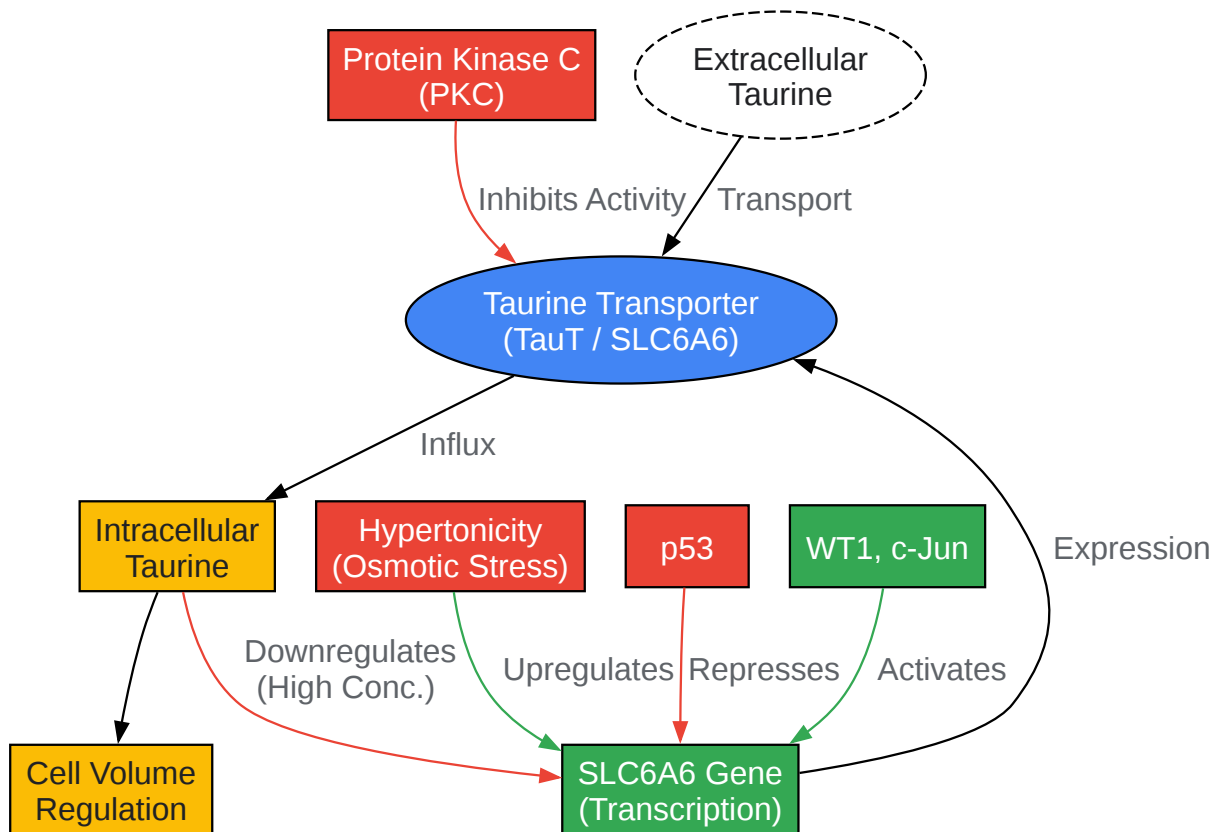 Protein Kinase C
(PKC)
Extracellular
Taurine
Inhibits Activity
Transport
Taurine Transporter
(TauT / SLC6A6)
Influx
Intracellular
Taurine
Hypertonicity
(Osmotic Stress)
p53
WT1, c-Jun
Expression
Downregulates
(High Conc.)
Upregulates
Represses
Activates
Cell Volume
Regulation
SLC6A6 Gene
(Transcription)